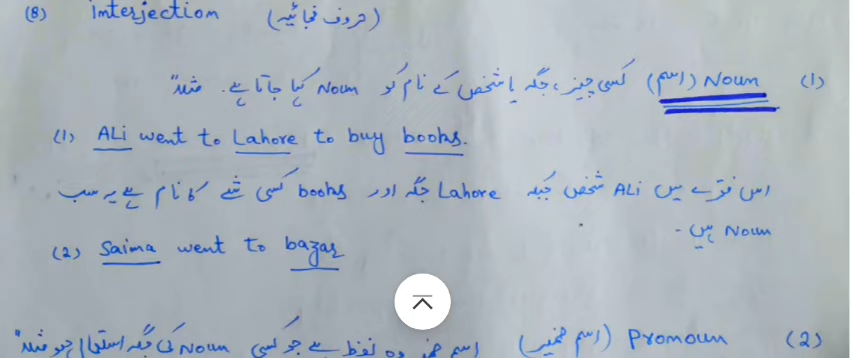 (8) Interjection (حروف فجائیہ)
(1) Noun (اسم) کسی چیز، جگہ یا شخص کے نام کو Noun کہا جاتا ہے۔ مثلاً
(1) ALi went to Lahore to buy books.
اس فقرے میں ALi شخص جبکہ Lahore جگہ اور books کسی شے کا نام ہے یہ سب
Noun ہیں -
(2) Saima went to bazar
(2) Pronoun (اسم ضمیر) اسم ضمیر وہ لفظ ہے جو کسی Noun کی جگہ استعمال ہو مثلاً